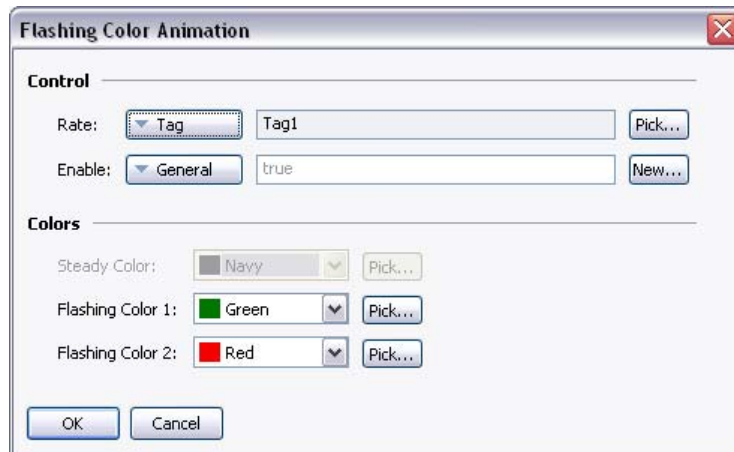 Flashing Color Animation
Control
Rate: Tag Tag1 Pick...
Enable: General true New...
Colors
Steady Color: Navy Pick...
Flashing Color 1: Green Pick...
Flashing Color 2: Red Pick...
OK Cancel